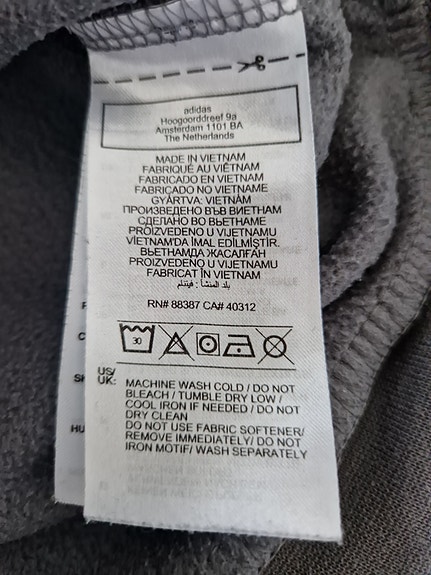 adidas
Hoogoorddreef 9a
Amsterdam 1101 BA
The Netherlands
MADE IN VIETNAM
FABRIQUÉ AU VIÊTNAM
FABRICADO EN VIETNAM
FABRICADO NO VIETNAME
GYÁRTVA: VIETNÁM
ПРОИЗВЕДЕНО ВЪВ ВИЕТНАМ
СДЕЛАНО ВО ВЬЕТНАМЕ
PROIZVEDENO U VIJETNAMU
VİETNAM'DA İMAL EDİLMİŞTİR.
ВЬЕТНАМДА ЖАСАЛҒАН
PROIZVEDENO U VIJETNAMU
FABRICAT ÎN VIETNAM
بلد المنشأ : فيتنام
RN# 88387 CA# 40312
30
US/
UK: MACHINE WASH COLD / DO NOT
BLEACH / TUMBLE DRY LOW /
COOL IRON IF NEEDED / DO NOT
DRY CLEAN
DO NOT USE FABRIC SOFTENER/
REMOVE IMMEDIATELY/ DO NOT
IRON MOTIF/ WASH SEPARATELY